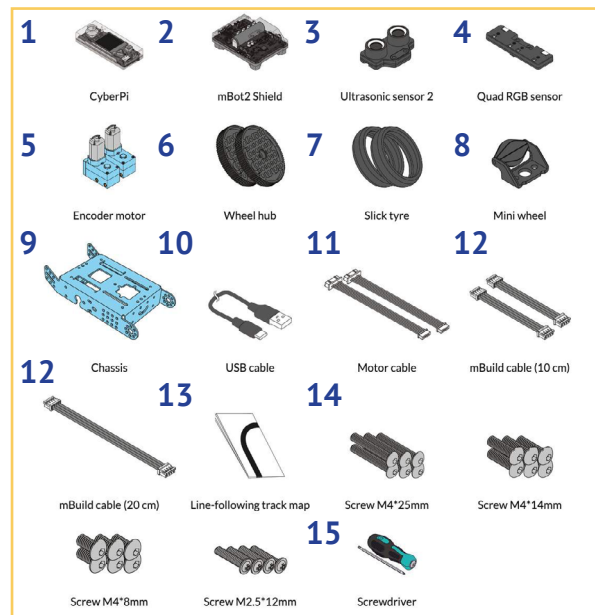 1 2 3 4
CyberPi mBot2 Shield Ultrasonic sensor 2 Quad RGB sensor
5 6 7 8
Encoder motor Wheel hub Slick tyre Mini wheel
9 10 11 12
Chassis USB cable Motor cable mBuild cable (10 cm)
12 13 14
mBuild cable (20 cm) Line-following track map Screw M4*25mm Screw M4*14mm
15
Screw M4*8mm Screw M2.5*12mm Screwdriver